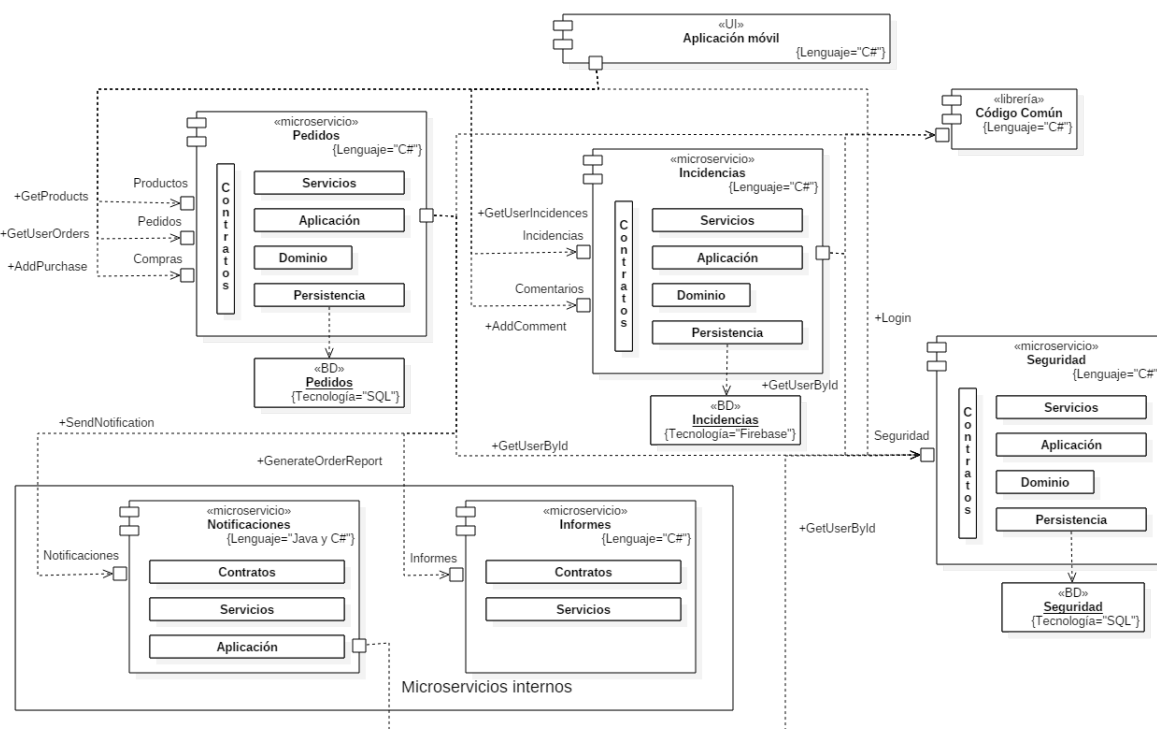 «UI»
Aplicación móvil
{Lenguaje="C#"}
«librería»
Código Común
{Lenguaje="C#"}
«microservicio»
Pedidos
{Lenguaje="C#"}
Contratos
Servicios
Aplicación
Dominio
Persistencia
Productos
+GetProducts
Pedidos
+GetUserOrders
Compras
+AddPurchase
«BD»
Pedidos
{Tecnología="SQL"}
«microservicio»
Incidencias
{Lenguaje="C#"}
Contratos
Servicios
Aplicación
Dominio
Persistencia
+GetUserIncidences
Incidencias
Comentarios
+AddComment
«BD»
Incidencias
{Tecnología="Firebase"}
+Login
+GetUserById
+GetUserById
Seguridad
«microservicio»
Seguridad
{Lenguaje="C#"
Contratos
Servicios
Aplicación
Dominio
Persistencia
«BD»
Seguridad
{Tecnología="SQL"}
+SendNotification
+GenerateOrderReport
+GetUserById
«microservicio»
Notificaciones
{Lenguaje="Java y C#"}
Notificaciones
Contratos
Servicios
Aplicación
«microservicio»
Informes
{Lenguaje="C#"}
Informes
Contratos
Servicios
Microservicios internos